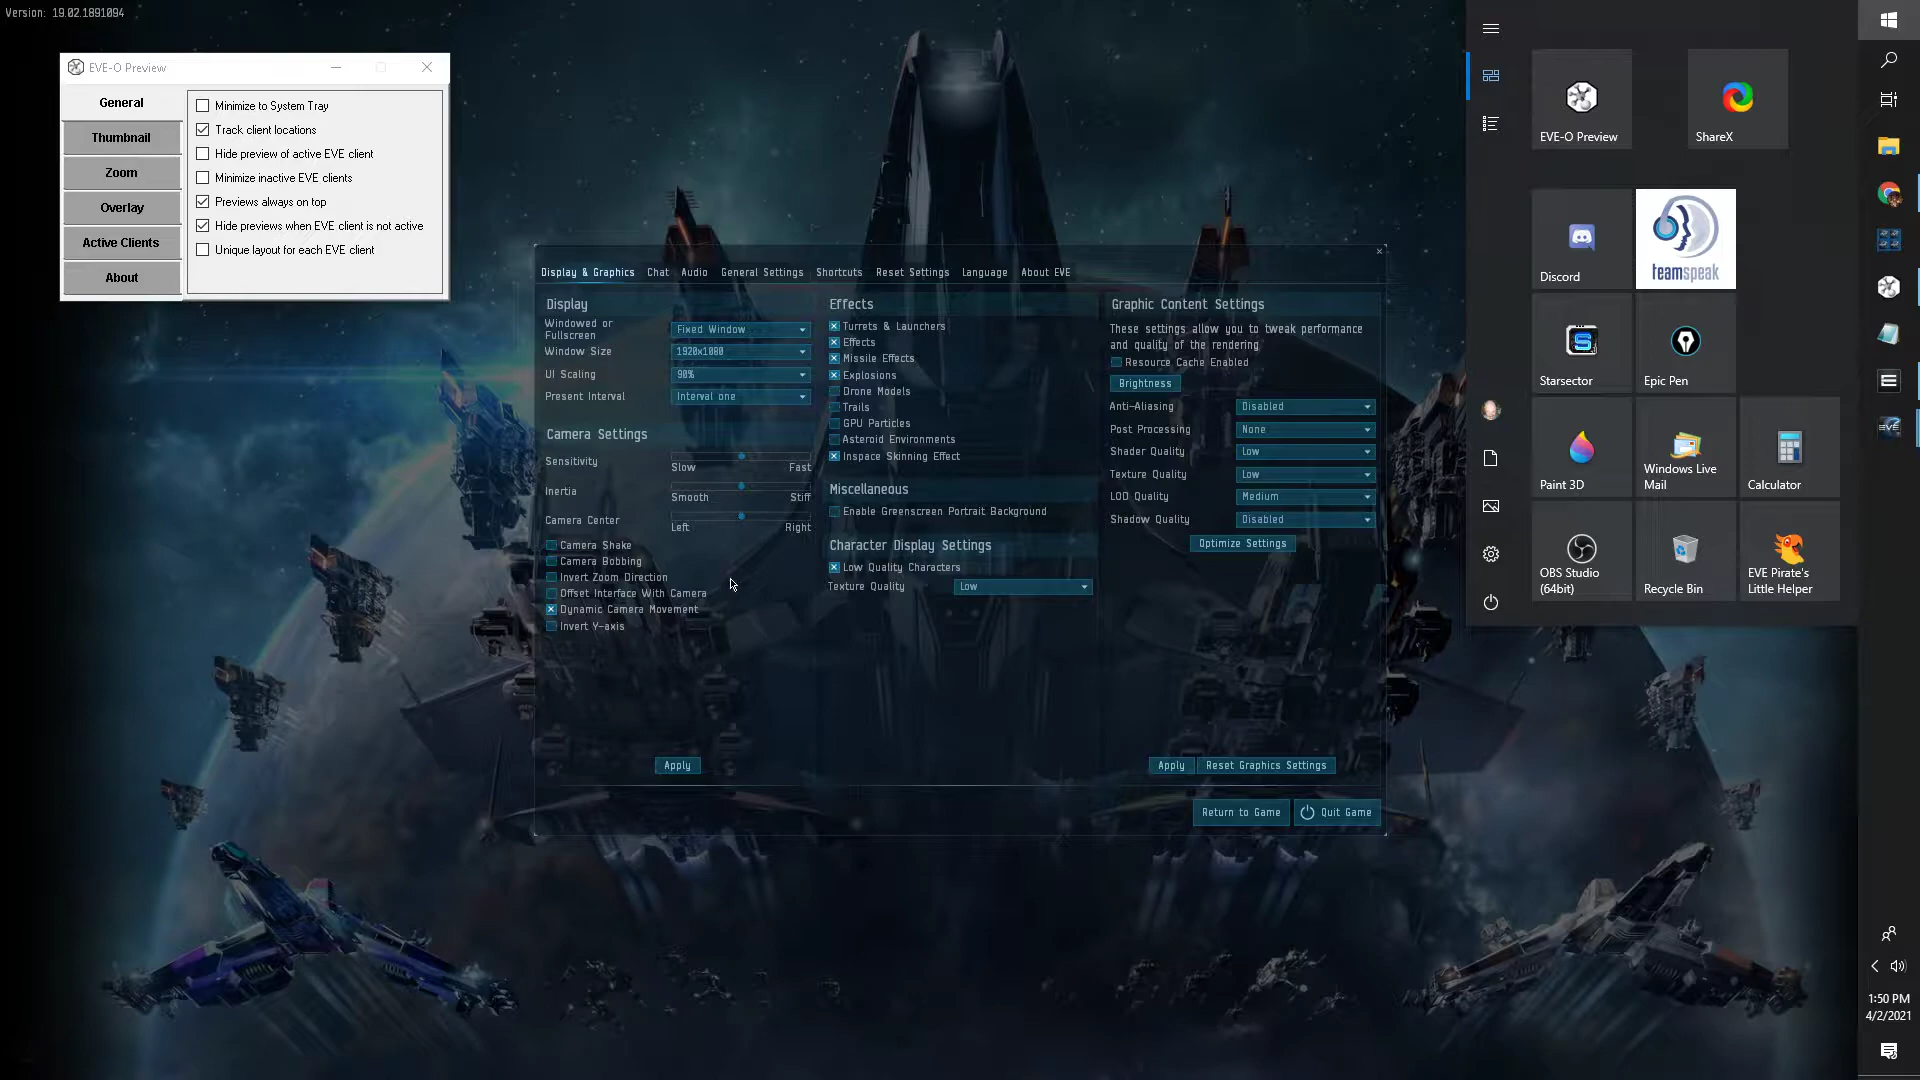 Version: 19.02.1891094
EVE-O Preview
General
Thumbnail
Zoom
Overlay
Active Clients
About
Minimize to System Tray
Track client locations
Hide preview of active EVE client
Minimize inactive EVE clients
Previews always on top
Hide previews when EVE client is not active
Unique layout for each EVE client
Display & Graphics Chat Audio General Settings Shortcuts Reset Settings Language About EVE
Display
Windowed or
Fullscreen
Fixed Window
Window Size
1920x1080
UI Scaling
90%
Present Interval
Interval one
Camera Settings
Sensitivity
Slow Fast
Inertia
Smooth Stiff
Camera Center
Left Right
Camera Shake
Camera Bobbing
Invert Zoom Direction
Offset Interface With Camera
Dynamic Camera Movement
Invert Y-axis
Apply
Effects
Turrets & Launchers
Effects
Missile Effects
Explosions
Drone Models
Trails
GPU Particles
Asteroid Environments
Inspace Skinning Effect
Miscellaneous
Enable Greenscreen Portrait Background
Character Display Settings
Low Quality Characters
Texture Quality
Low
Graphic Content Settings
These settings allow you to tweak performance
and quality of the rendering
Resource Cache Enabled
Brightness
Anti-Aliasing
Disabled
Post Processing
None
Shader Quality
Low
Texture Quality
Low
LOD Quality
Medium
Shadow Quality
Disabled
Optimize Settings
Apply
Reset Graphics Settings
Return to Game
Quit Game
EVE-O Preview
ShareX
Discord
teamspeak
Starsector
Epic Pen
Paint 3D
Windows Live
Mail
Calculator
OBS Studio
(64bit)
Recycle Bin
EVE Pirate's
Little Helper
EVE
1:50 PM
4/2/2021